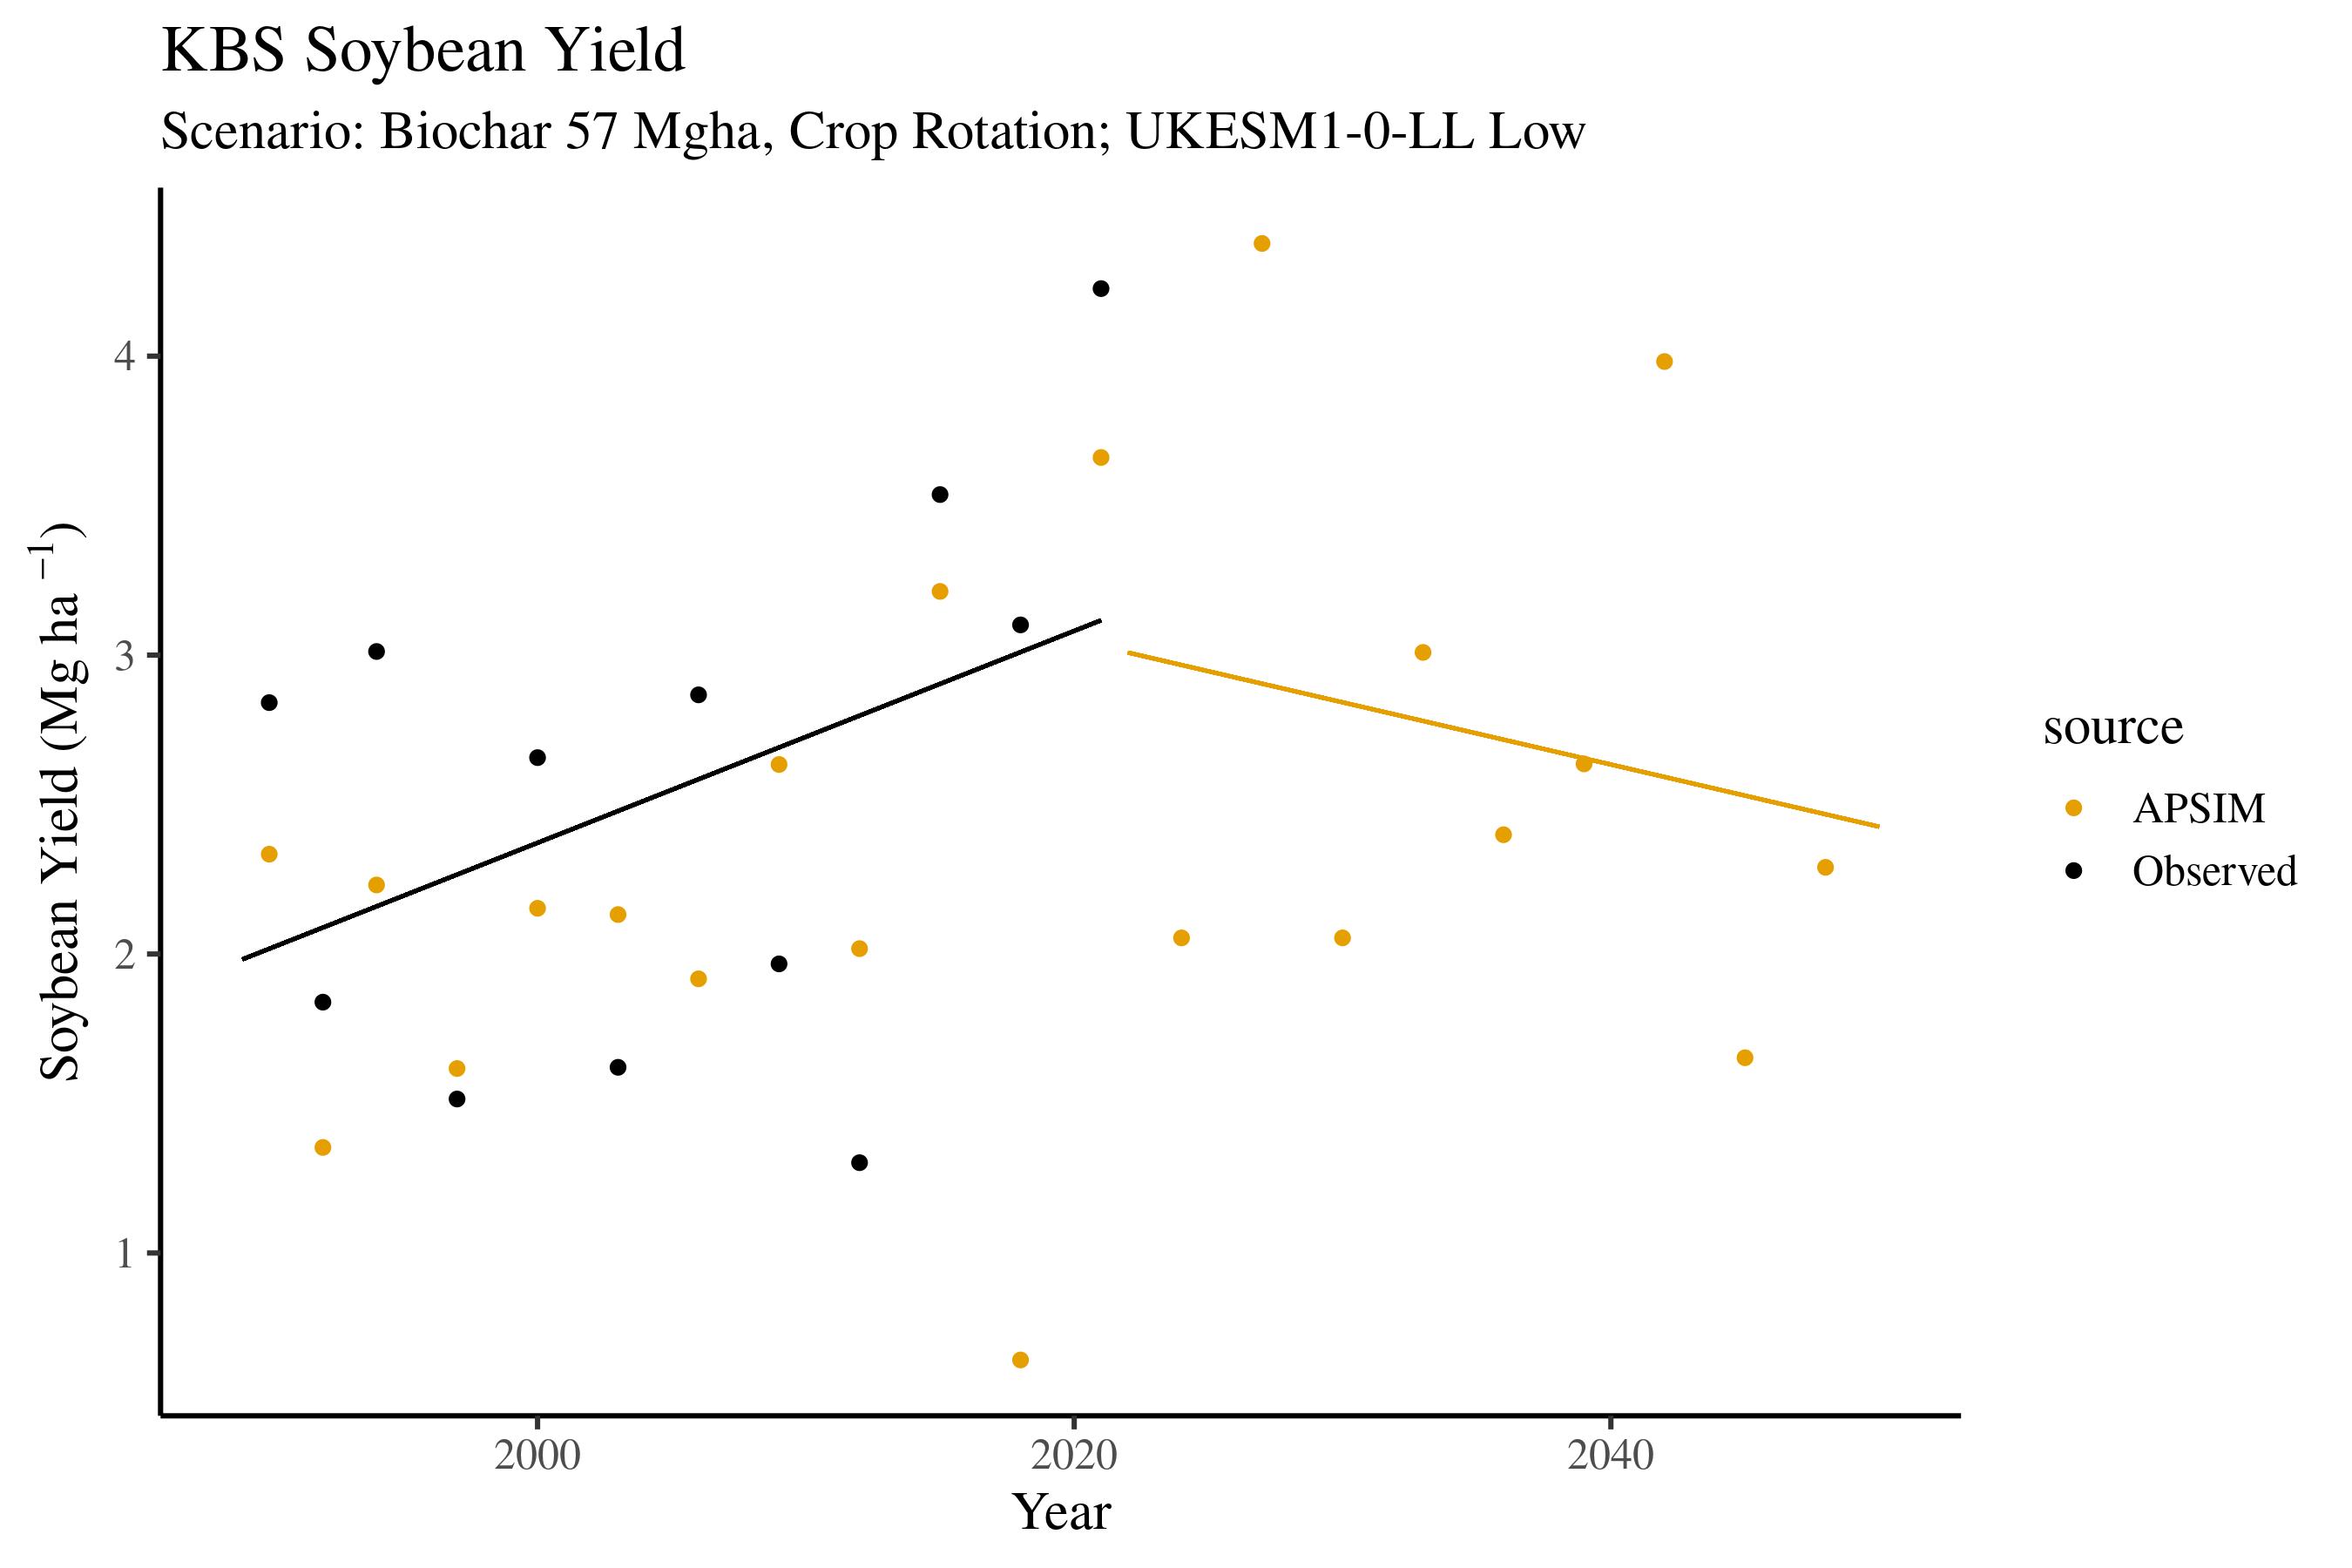 KBS Soybean Yield
Scenario: Biochar 57 Mgha, Crop Rotation; UKESM1-0-LL Low
Soybean Yield (Mg ha −1)
4
3
2
1
2000
2020
2040
Year
source
APSIM
Observed